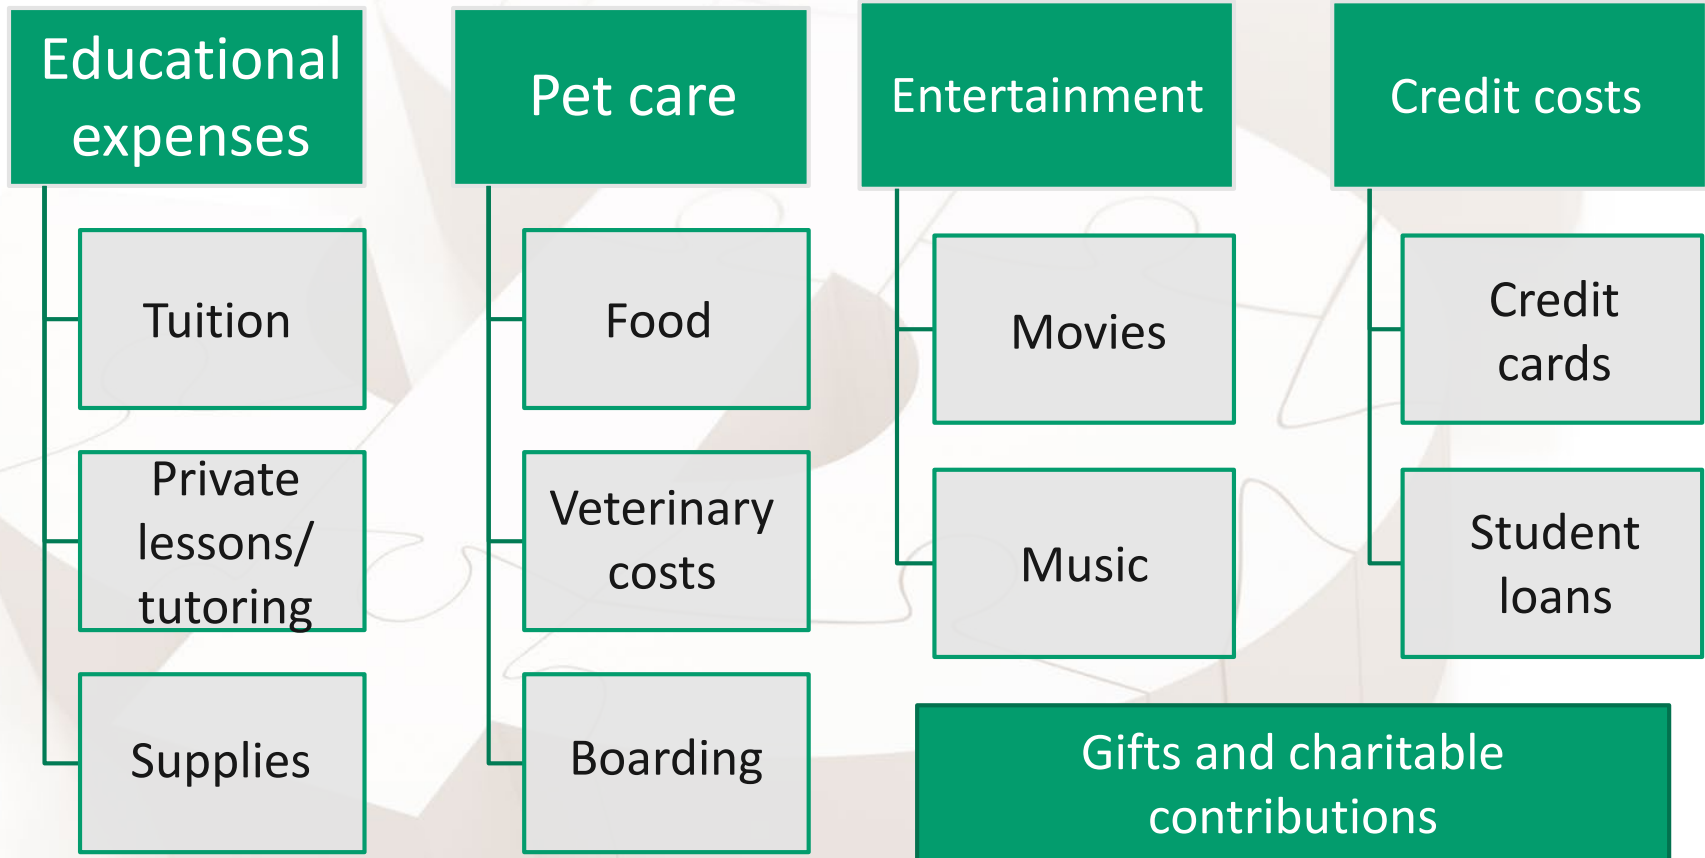 Educational
expenses
Tuition
Private
lessons/
tutoring
Supplies
Pet care
Food
Veterinary
costs
Boarding
Entertainment
Movies
Music
Credit costs
Credit
cards
Student
loans
Gifts and charitable
contributions